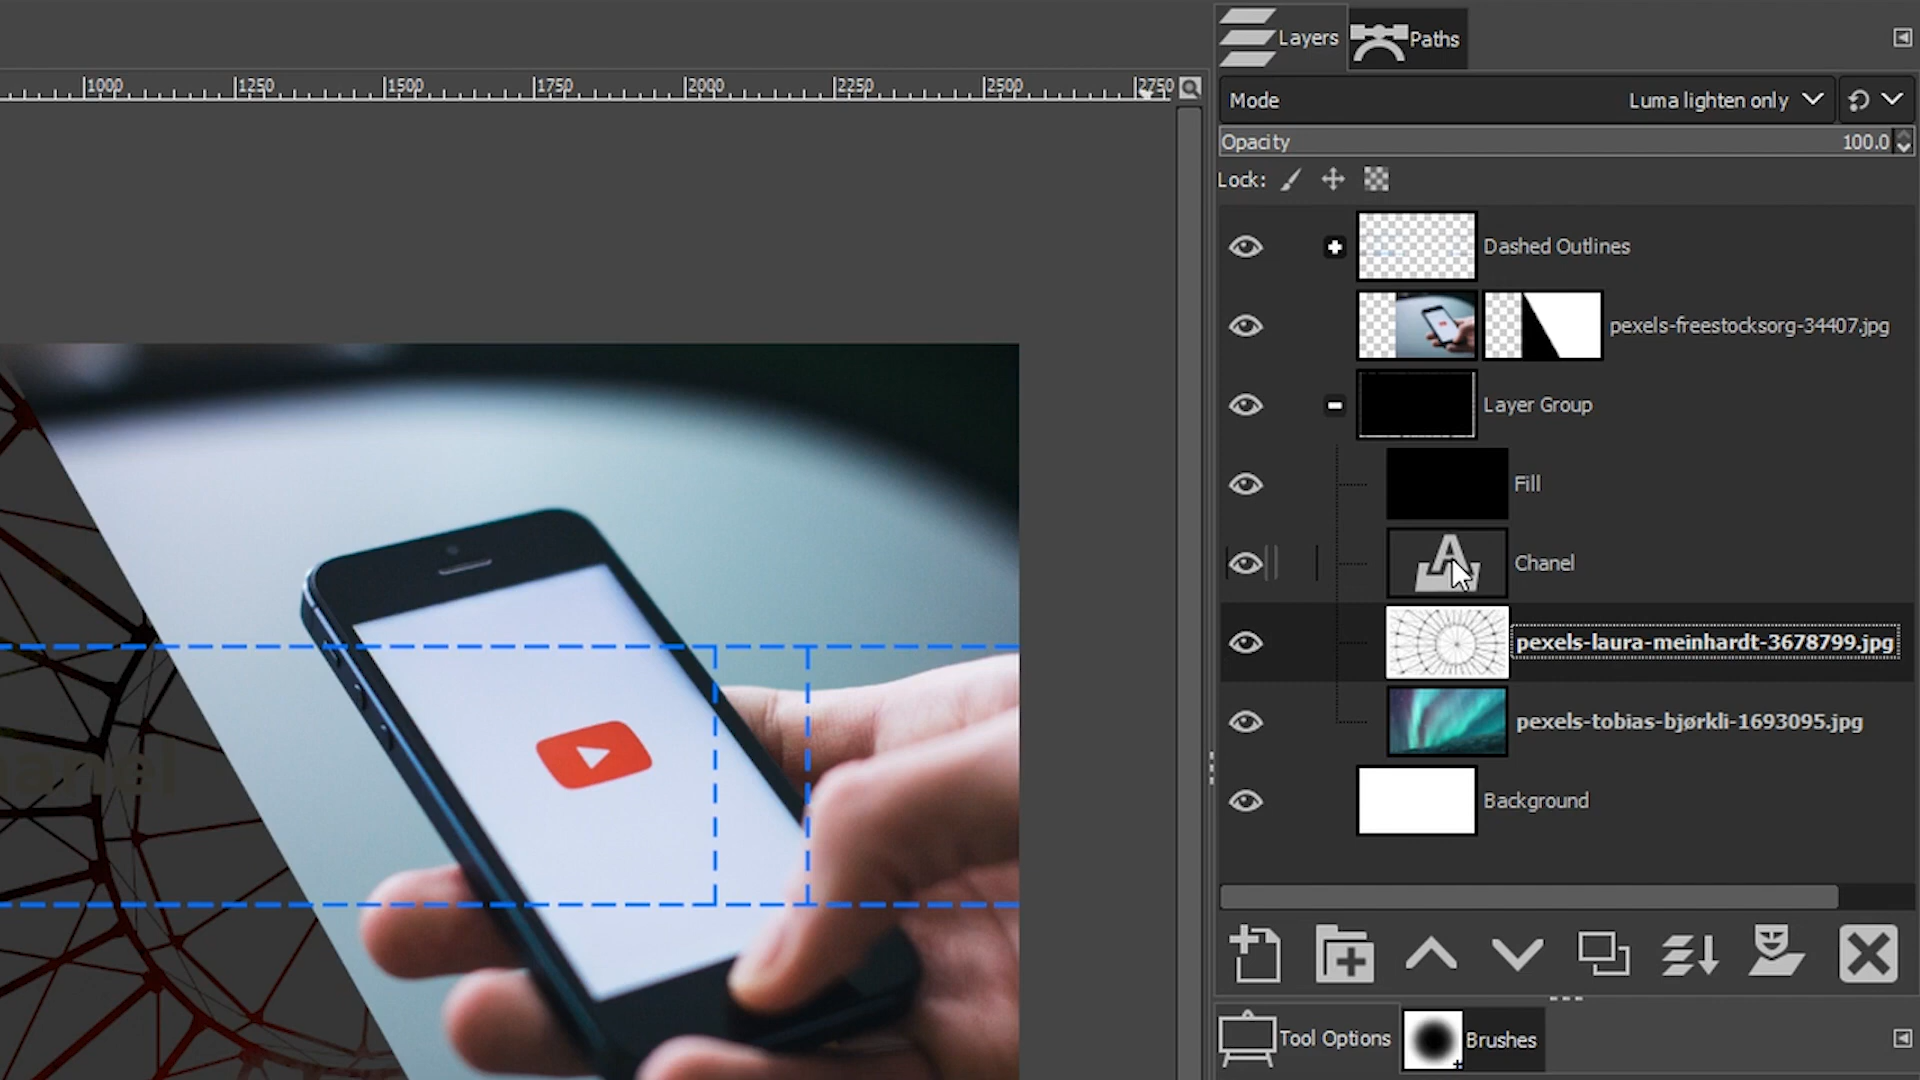 Layers
Paths
1000
1250
1500
1750
2000
2250
2500
2750
Mode
Luma lighten only
Opacity
100.0
Lock:
Dashed Outlines
pexels-freestocksorg-34407.jpg
Layer Group
Fill
Chanel
pexels-laura-meinhardt-3678799.jpg
pexels-tobias-bjørkli-1693095.jpg
Background
Tool Options
Brushes